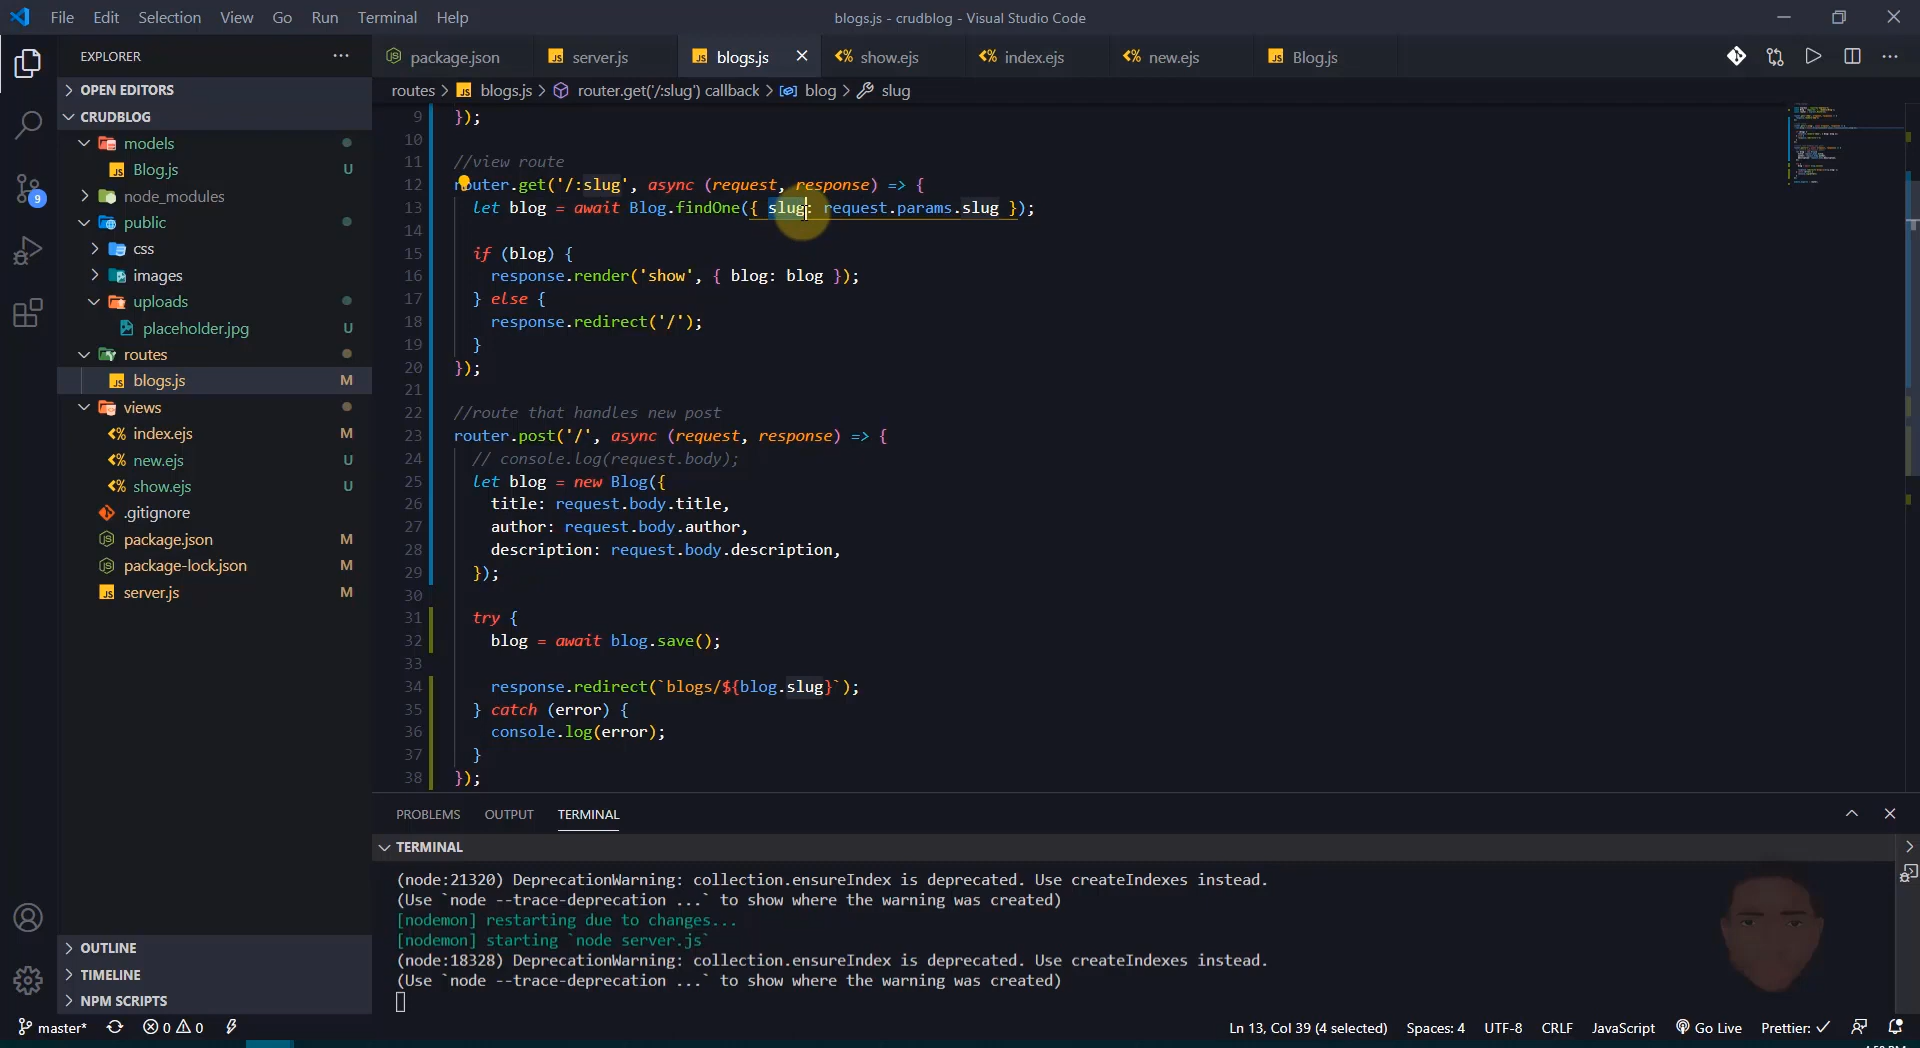 File Edit Selection View Go Run Terminal Help
blogs.js - crudblog - Visual Studio Code
EXPLORER
package.json
server.js
blogs.js
show.ejs
index.ejs
new.ejs
Blog.js
OPEN EDITORS
CRUDBLOG
models
Blog.js U
node_modules
public
css
images
uploads
placeholder.jpg U
routes
blogs.js M
views
index.ejs M
new.ejs U
show.ejs U
.gitignore
package.json M
package-lock.json M
server.js M
9
OUTLINE
TIMELINE
NPM SCRIPTS
routes > blogs.js > router.get('/:slug') callback > blog > slug
9 });
10
11 //view route
12 router.get('/:slug', async (request, response) => {
13 let blog = await Blog.findOne({ slug: request.params.slug });
14
15 if (blog) {
16 response.render('show', { blog: blog });
17 } else {
18 response.redirect('/');
19 }
20 });
21
22 //route that handles new post
23 router.post('/', async (request, response) => {
24 // console.log(request.body);
25 let blog = new Blog({
26 title: request.body.title,
27 author: request.body.author,
28 description: request.body.description,
29 });
30
31 try {
32 blog = await blog.save();
33
34 response.redirect(`blogs/${blog.slug}`);
35 } catch (error) {
36 console.log(error);
37 }
38 });
PROBLEMS OUTPUT TERMINAL
TERMINAL
(node:21320) DeprecationWarning: collection.ensureIndex is deprecated. Use createIndexes instead.
(Use `node --trace-deprecation ...` to show where the warning was created)
[nodemon] restarting due to changes...
[nodemon] starting `node server.js`
(node:18328) DeprecationWarning: collection.ensureIndex is deprecated. Use createIndexes instead.
(Use `node --trace-deprecation ...` to show where the warning was created)
master* 0 0 Ln 13, Col 39 (4 selected) Spaces: 4 UTF-8 CRLF JavaScript Go Live Prettier: ✓